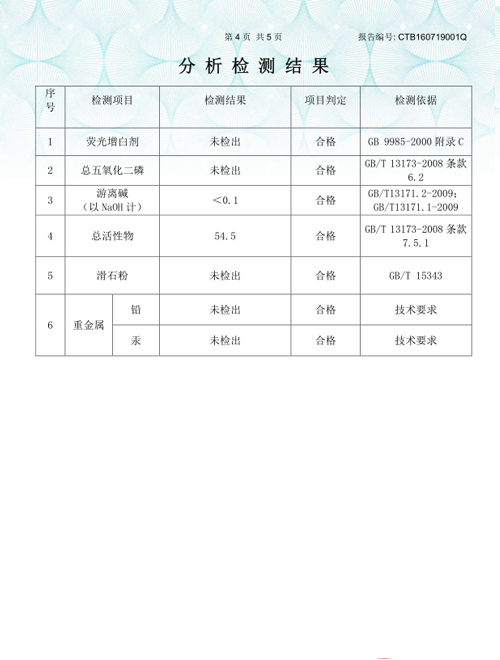 第 4 页 共 5 页 报告编号: CTB160719001Q
分 析 检 测 结 果
序号 检测项目 检测结果 项目判定 检测依据
1 荧光增白剂 未检出 合格 GB 9985-2000 附录 C
2 总五氧化二磷 未检出 合格 GB/T 13173-2008 条款 6.2
3 游离碱（以 NaOH 计） ＜0.1 合格 GB/T13171.2-2009; GB/T13171.1-2009
4 总活性物 54.5 合格 GB/T 13173-2008 条款 7.5.1
5 滑石粉 未检出 合格 GB/T 15343
6 重金属 铅 未检出 合格 技术要求
汞 未检出 合格 技术要求